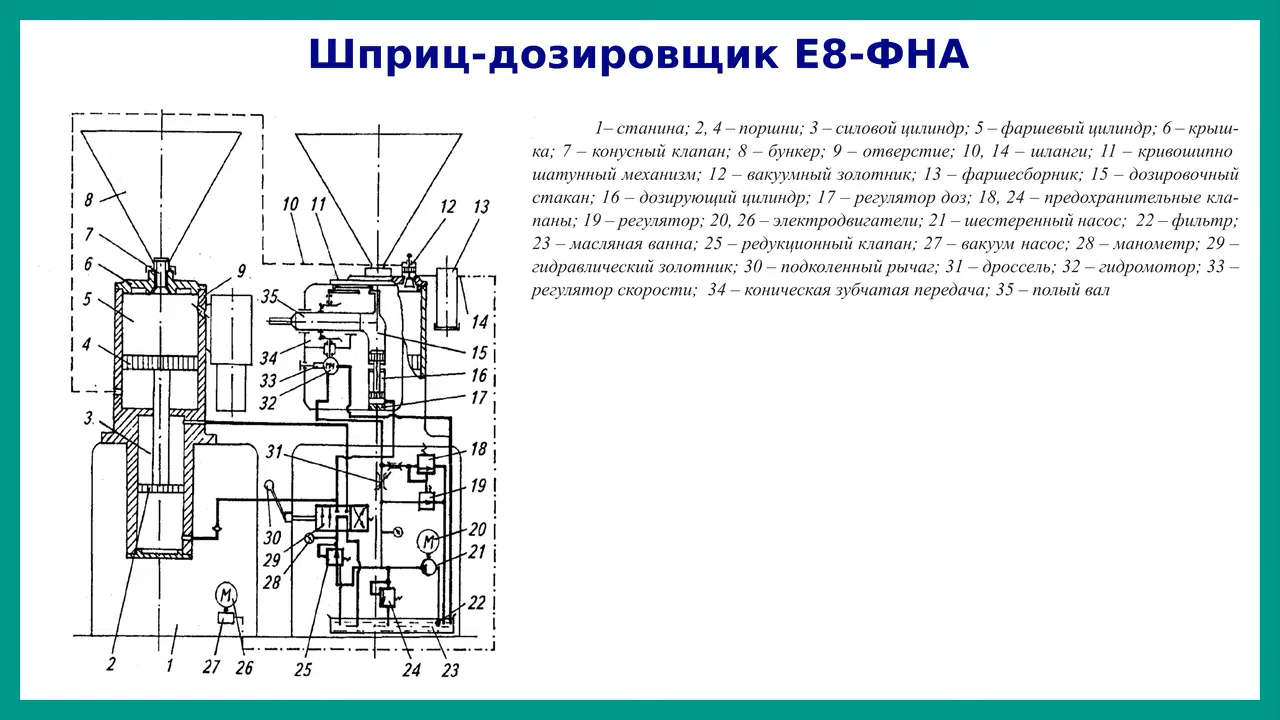 Шприц-дозировщик Е8-ФНА
1– станина; 2, 4 – поршни; 3 – силовой цилиндр; 5 – фаршевый цилиндр; 6 – крыш-
ка; 7 – конусный клапан; 8 – бункер; 9 – отверстие; 10, 14 – шланги; 11 – кривошипно
шатунный механизм; 12 – вакуумный золотник; 13 – фаршесборник; 15 – дозировочный
стакан; 16 – дозирующий цилиндр; 17 – регулятор доз; 18, 24 – предохранительные кла-
паны; 19 – регулятор; 20, 26 – электродвигатели; 21 – шестеренный насос; 22 – фильтр;
23 – масляная ванна; 25 – редукционный клапан; 27 – вакуум насос; 28 – манометр; 29 –
гидравлический золотник; 30 – подколенный рычаг; 31 – дроссель; 32 – гидромотор; 33 –
регулятор скорости; 34 – коническая зубчатая передача; 35 – полый вал
8
10 11 12 13
7
6 9
5 35
14
4 34 15
33 16
32 17
3
31 18
19
30 20
29 21
28
22
М М М
2 1 27 26 25 24 23